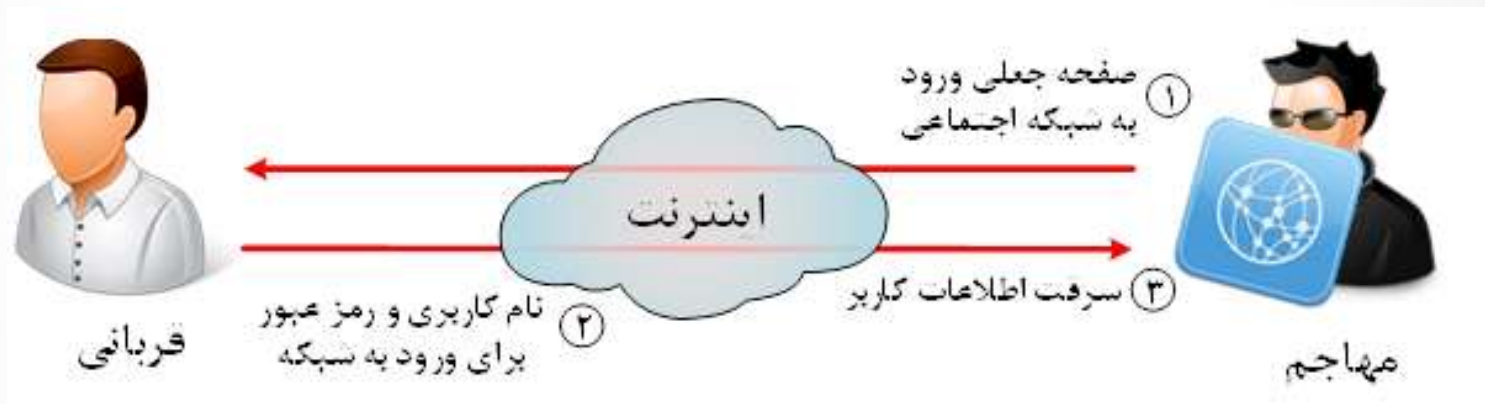 ۱ صفحه جعلی ورود
به شبکه اجتماعی
اینترنت
۲ نام کاربری و رمز عبور
برای ورود به شبکه
۳ سرقت اطلاعات کاربر
قربانی
مهاجم